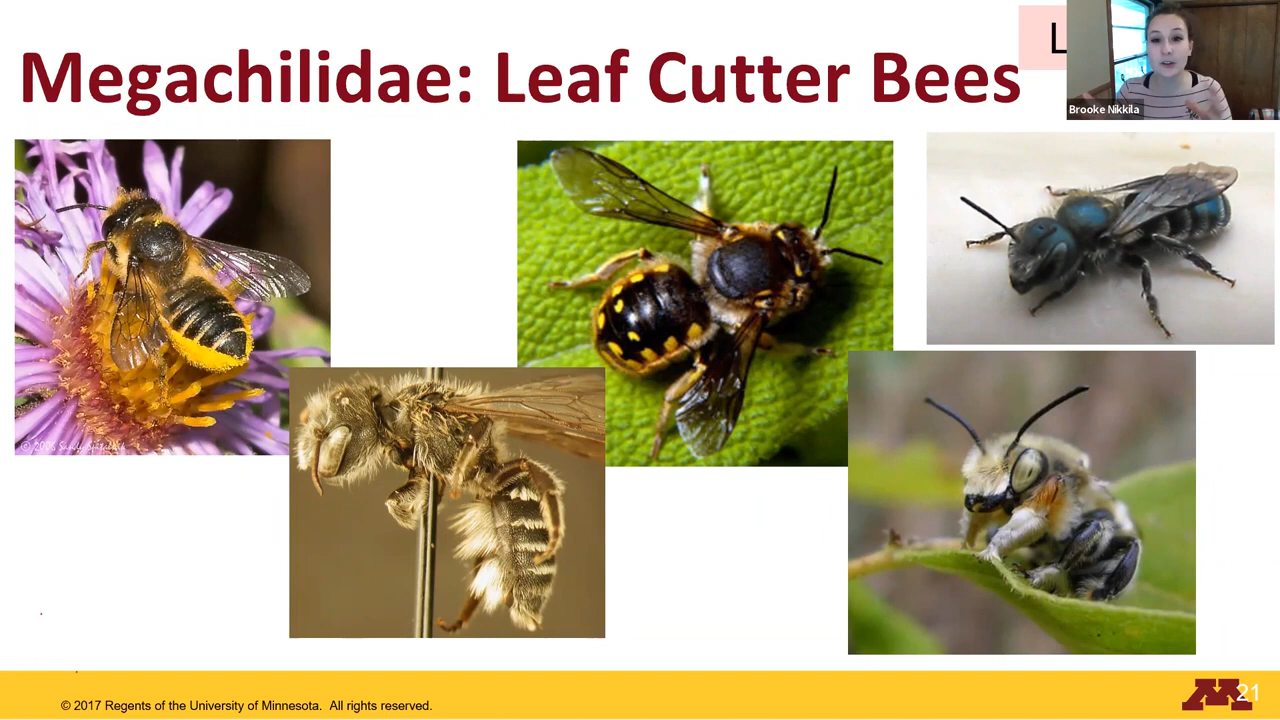 Megachilidae: Leaf Cutter Bees
L
Brooke Nikkila
© 2017 Regents of the University of Minnesota. All rights reserved.
M
21